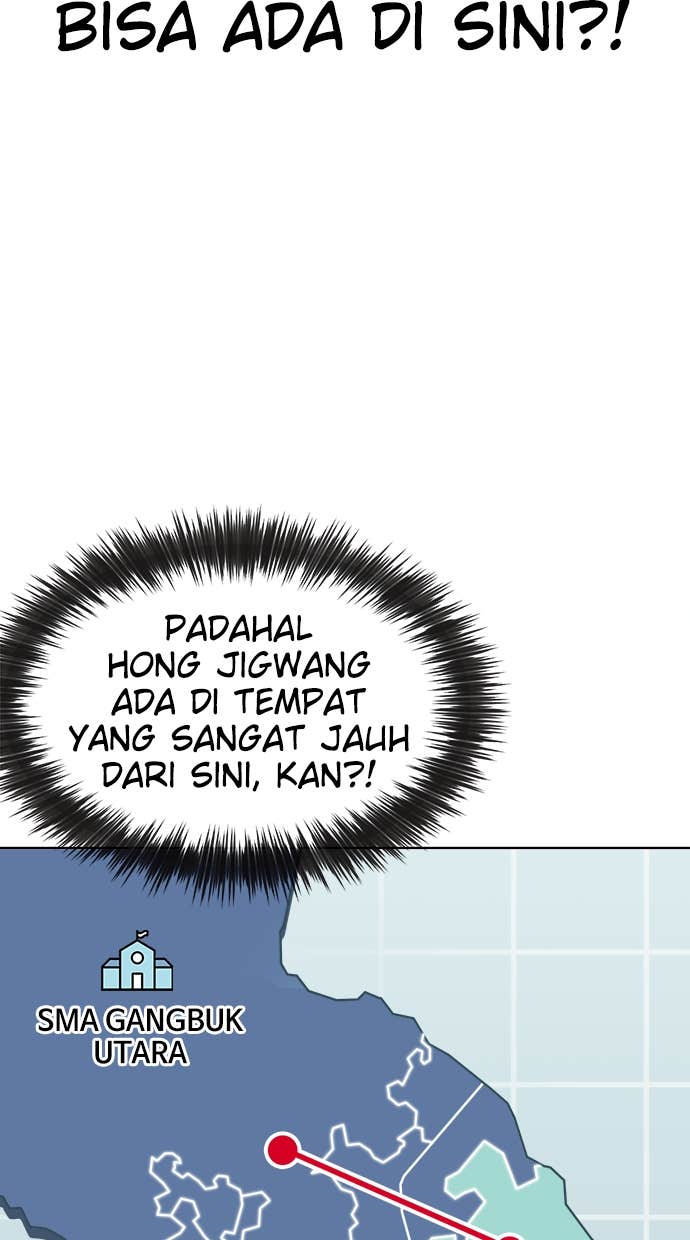 BISA ADA DI SINI?!
PADAHAL
HONG JIGWANG
ADA DI TEMPAT
YANG SANGAT JAUH
DARI SINI, KAN?!
SMA GANGBUK
UTARA